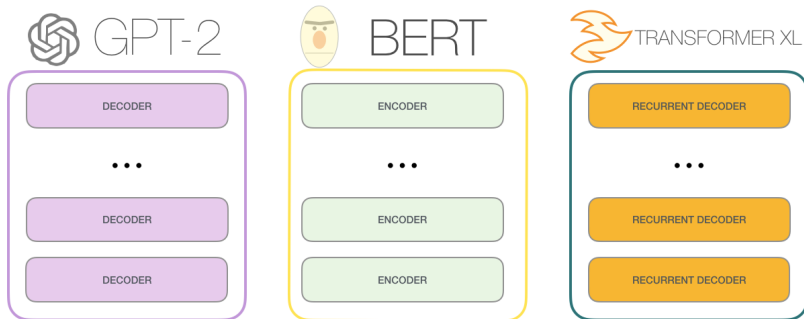 GPT-2
DECODER
...
DECODER
DECODER
BERT
ENCODER
...
ENCODER
ENCODER
TRANSFORMER XL
RECURRENT DECODER
...
RECURRENT DECODER
RECURRENT DECODER